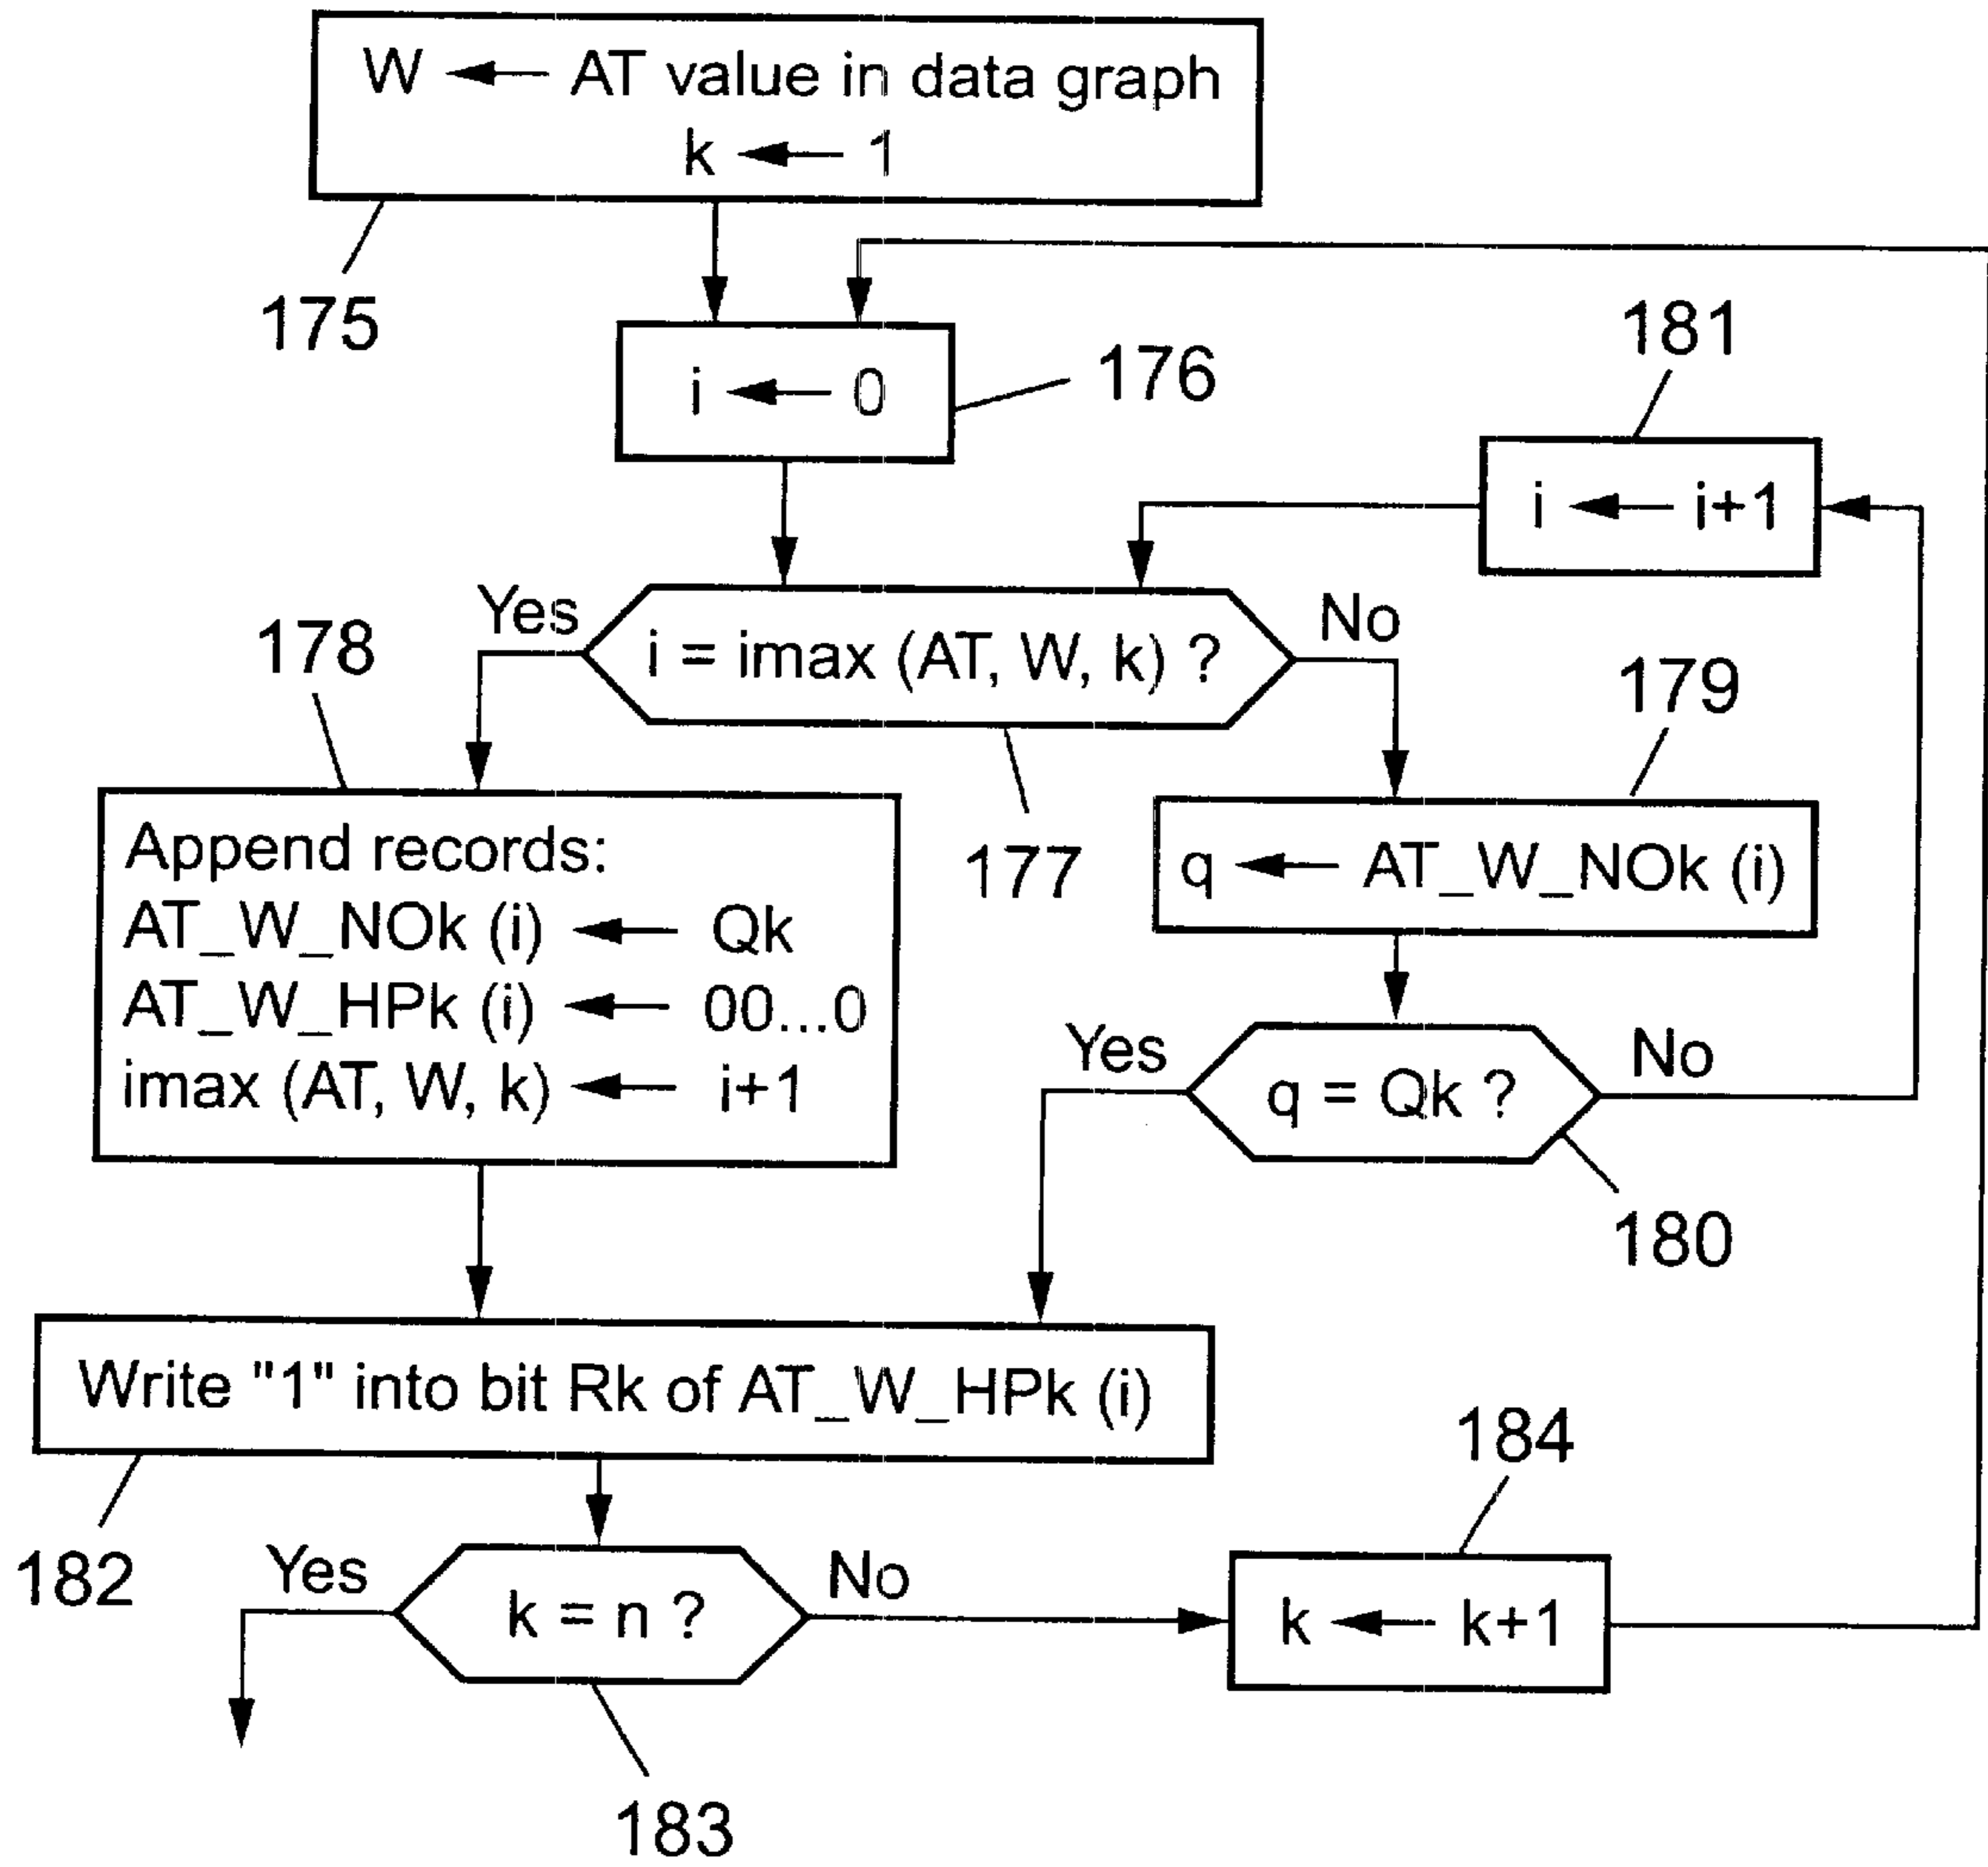 W ← AT value in data graph
k ← 1
175
i ← 0
176
181
i ← i+1
Yes
i = imax (AT, W, k) ?
No
178
177
179
Append records:
AT_W_NOk (i) ← Qk
AT_W_HPk (i) ← 00...0
imax (AT, W, k) ← i+1
q ← AT_W_NOk (i)
Yes
q = Qk ?
No
180
Write "1" into bit Rk of AT_W_HPk (i)
182
184
Yes
k = n ?
No
k ← k+1
183